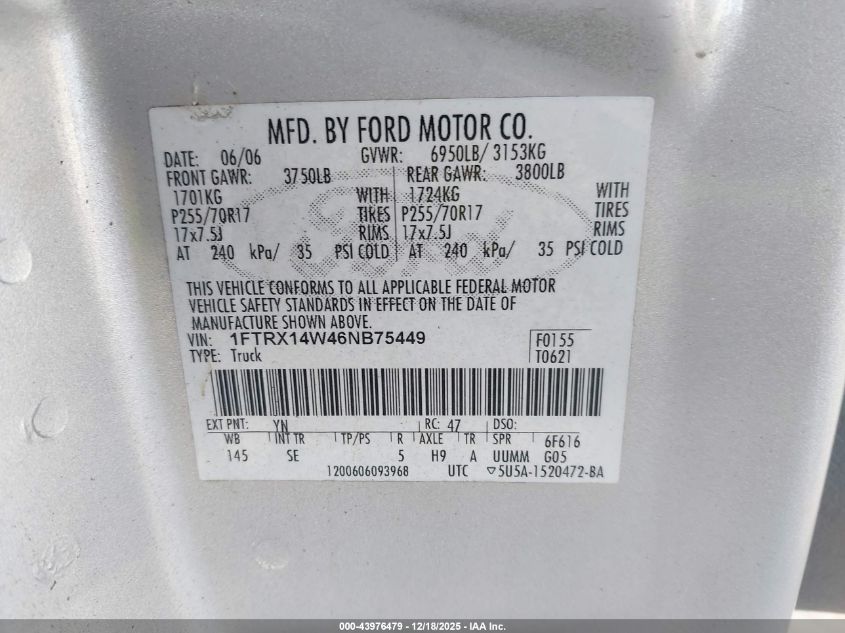 MFD. BY FORD MOTOR CO.
DATE: 06/06 GVWR: 6950LB/ 3153KG
FRONT GAWR: 3750LB REAR GAWR: 3800LB
1701KG WITH 1724KG WITH
P255/70R17 TIRES P255/70R17 TIRES
17x7.5J RIMS 17x7.5J RIMS
AT 240 kPa/ 35 PSI COLD AT 240 kPa/ 35 PSI COLD
Ford
THIS VEHICLE CONFORMS TO ALL APPLICABLE FEDERAL MOTOR
VEHICLE SAFETY STANDARDS IN EFFECT ON THE DATE OF
MANUFACTURE SHOWN ABOVE.
VIN: 1FTRX14W46NB75449 F0155
TYPE: Truck T0621
EXT PNT: YN RC: 47 DSO:
WB INT TR TP/PS R AXLE TR SPR 6F616
145 SE 5 H9 A UUMM G05
1200606093968 UTC ▽5U5A-1520472-BA
000-43976479 - 12/18/2025 - IAA Inc.